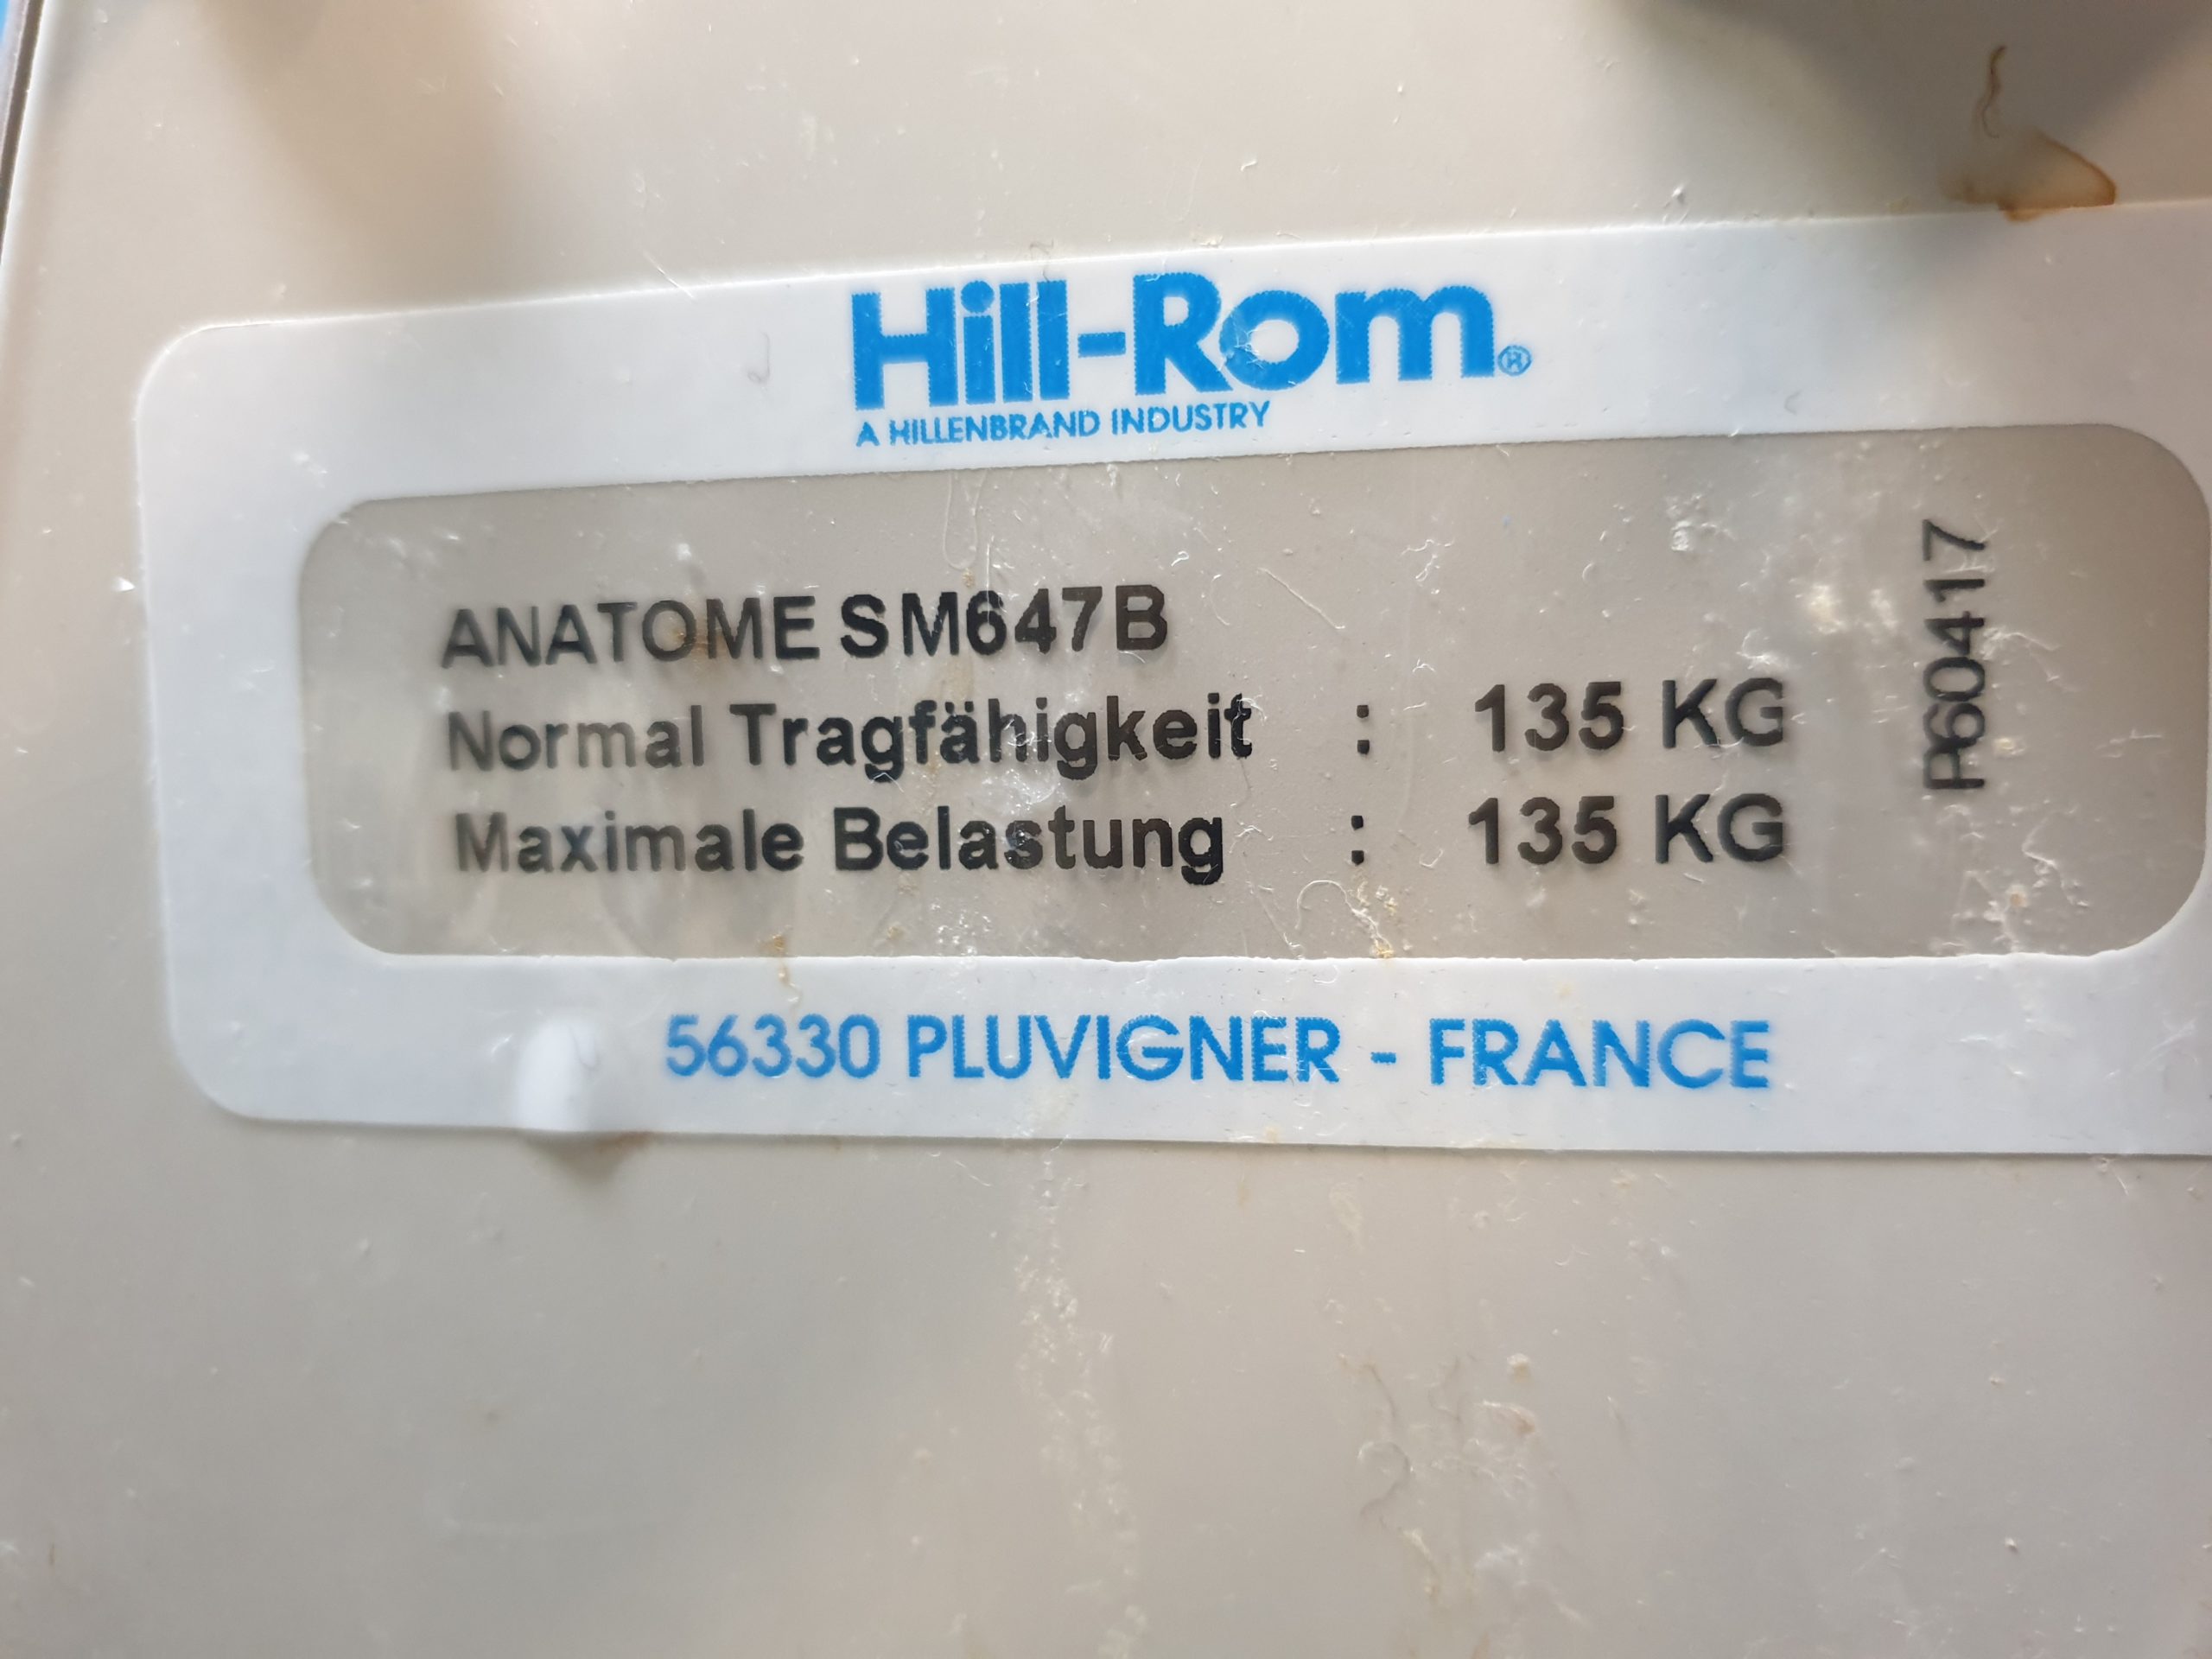 Hill-Rom®
A HILLENBRAND INDUSTRY
ANATOME SM647B
Normal Tragfähigkeit : 135 KG
Maximale Belastung : 135 KG
P60417
56330 PLUVIGNER - FRANCE